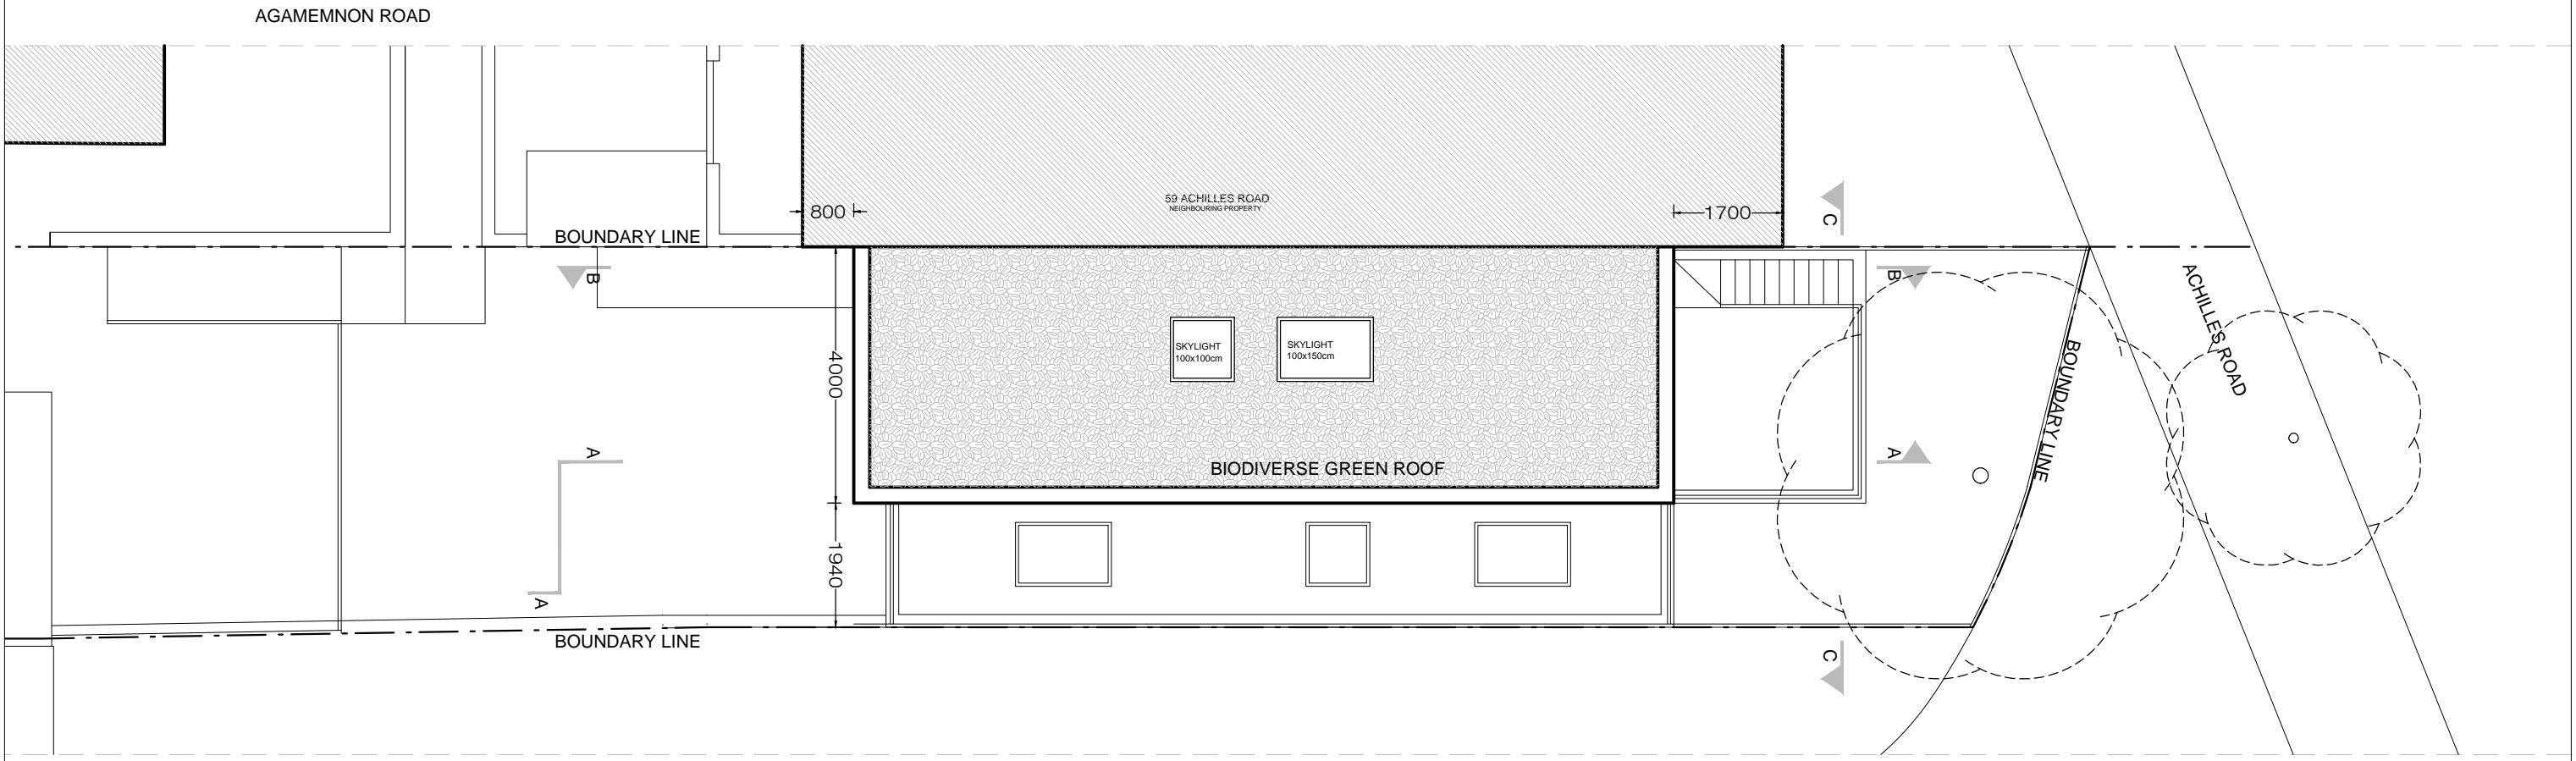 AGAMEMNON ROAD
59 ACHILLES ROAD
NEIGHBOURING PROPERTY
800
1700
C
BOUNDARY LINE
B
B
ACHILLES ROAD
SKYLIGHT
100x100cm
SKYLIGHT
100x150cm
4000
BOUNDARY LINE
A
A
BIODIVERSE GREEN ROOF
1940
A
BOUNDARY LINE
C